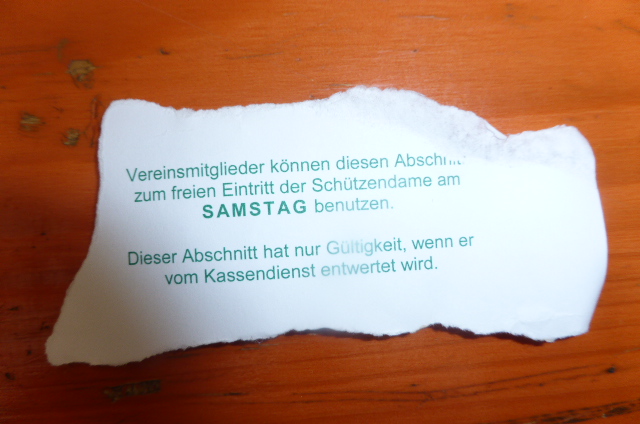 Vereinsmitglieder können diesen Abschnitt
zum freien Eintritt der Schützendame am
SAMSTAG benutzen.
Dieser Abschnitt hat nur Gültigkeit, wenn er
vom Kassendienst entwertet wird.